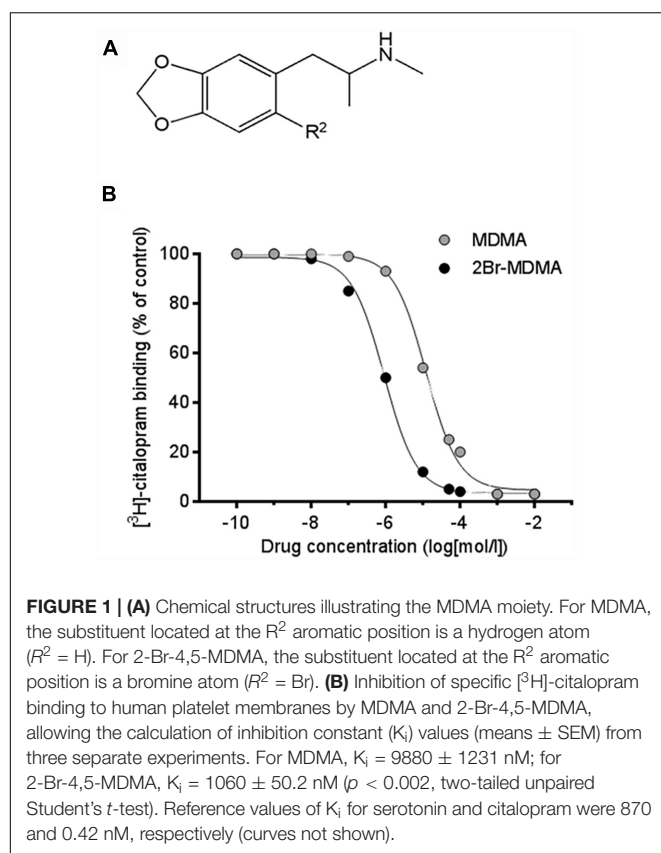 A
H
N
O
O
R²
B
MDMA
2Br-MDMA
[³H]-citalopram binding (% of control)
100
80
60
40
20
0
-10 -8 -6 -4 -2
Drug concentration (log[mol/l])
FIGURE 1 | (A) Chemical structures illustrating the MDMA moiety. For MDMA,
the substituent located at the R² aromatic position is a hydrogen atom
(R² = H). For 2-Br-4,5-MDMA, the substituent located at the R² aromatic
position is a bromine atom (R² = Br). (B) Inhibition of specific [³H]-citalopram
binding to human platelet membranes by MDMA and 2-Br-4,5-MDMA,
allowing the calculation of inhibition constant (Kᵢ) values (means ± SEM) from
three separate experiments. For MDMA, Kᵢ = 9880 ± 1231 nM; for
2-Br-4,5-MDMA, Kᵢ = 1060 ± 50.2 nM (p < 0.002, two-tailed unpaired
Student's t-test). Reference values of Kᵢ for serotonin and citalopram were 870
and 0.42 nM, respectively (curves not shown).